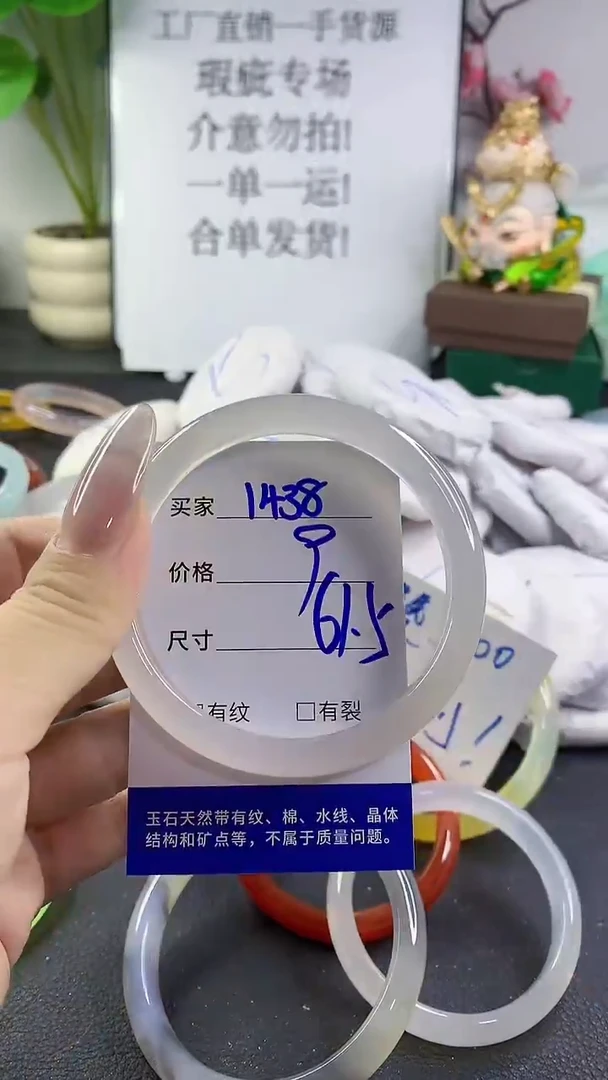 工厂直销一手货源
瑕疵专场
介意勿拍!
一单一运!
合单发货!
买家 1438
价格
尺寸 61.5
有纹 □有裂
00
玉石天然带有纹、棉、水线、晶体
结构和矿点等，不属于质量问题。